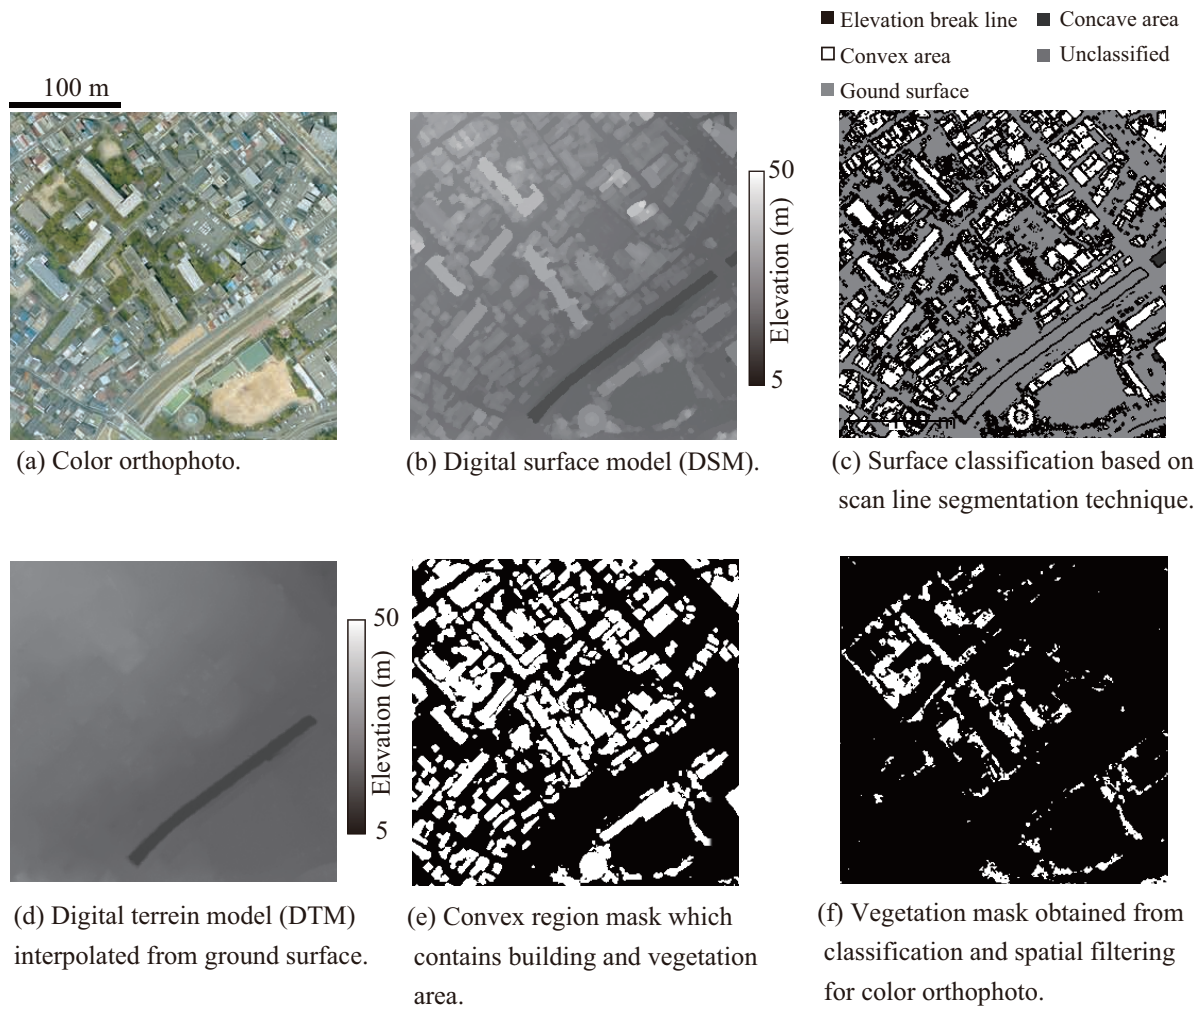 Elevation break line
Concave area
Convex area
Unclassified
Gound surface
100 m
50
Elevation (m)
5
100 m
(a) Color orthophoto.
(b) Digital surface model (DSM).
(c) Surface classification based on
scan line segmentation technique.
50
Elevation (m)
5
(d) Digital terrein model (DTM)
interpolated from ground surface.
(e) Convex region mask which
contains building and vegetation
area.
(f) Vegetation mask obtained from
classification and spatial filtering
for color orthophoto.